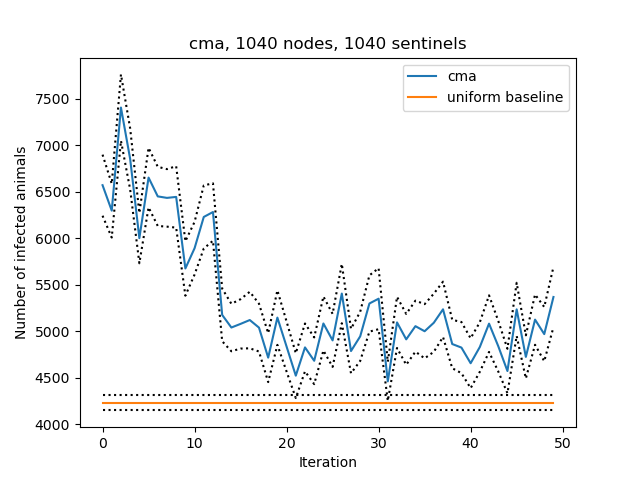 cma, 1040 nodes, 1040 sentinels
cma
uniform baseline
Number of infected animals
7500
7000
6500
6000
5500
5000
4500
4000
0 10 20 30 40 50
Iteration